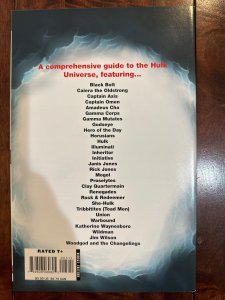 A comprehensive guide to the Hulk
Universe, featuring...
Black Bolt
Caiera the Oldstrong
Captain Axis
Captain Omen
Amadeus Cho
Gamma Corps
Gamma Mutates
Godseye
Hero of the Day
Herusians
Hulk
Illuminati
Inheritor
Initiative
Janis Jones
Rick Jones
Mogol
Proselytes
Clay Quartermain
Renegades
Rock & Redeemer
She-Hulk
Tribbitites (Toad Men)
Union
Warbound
Katherine Waynesboro
Wildman
Jim Wilson
Woodgod and the Changelings
RATED T+